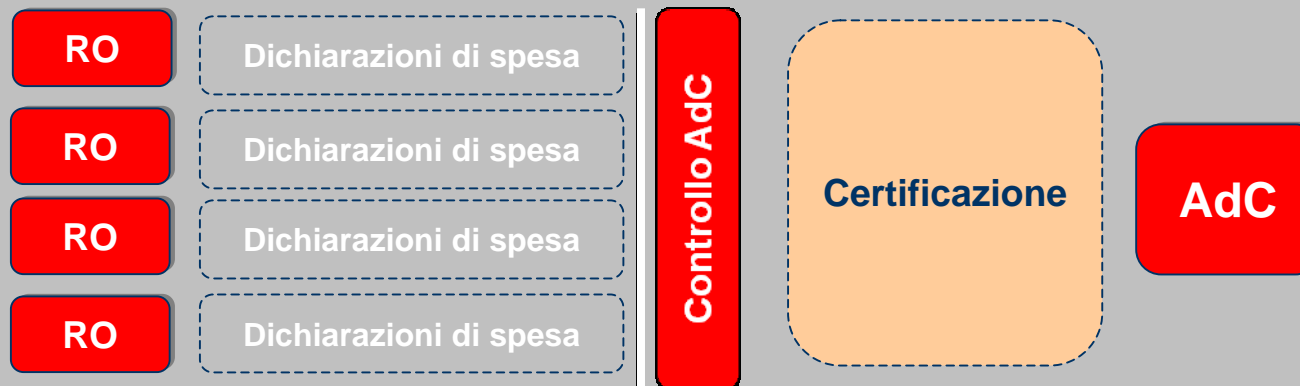 RO
Dichiarazioni di spesa
RO
Dichiarazioni di spesa
RO
Dichiarazioni di spesa
RO
Dichiarazioni di spesa
Controllo AdC
Certificazione
AdC